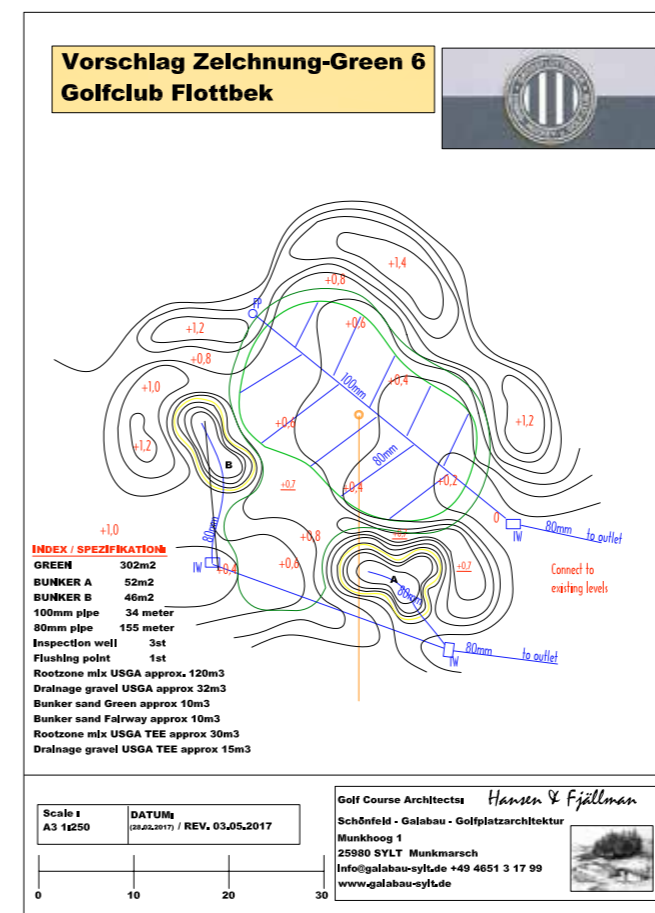 Vorschlag Zeichnung-Green 6
Golfclub Flottbek
+1,4
+0,8
FP
+1,2
+0,6
+0,8
100mm
+0,4
+1,0
+1,2
+0,6
+1,2
B
80mm
+0,2
+0,7
+0,4
0
+1,0
80mm
+0,8
IW
80mm
to outlet
IW
+0,4
+0,6
+0,7
A
80mm
Connect to
existing levels
IW
80mm
to outlet
INDEX / SPEZIFIKATION:
GREEN 302m2
BUNKER A 52m2
BUNKER B 46m2
100mm pipe 34 meter
80mm pipe 155 meter
Inspection well 3st
Flushing point 1st
Rootzone mix USGA approx. 120m3
Drainage gravel USGA approx 32m3
Bunker sand Green approx 10m3
Bunker sand Fairway approx 10m3
Rootzone mix USGA TEE approx 30m3
Drainage gravel USGA TEE approx 15m3
Scale :
A3 1:250
DATUM:
(28.02.2017) / REV. 03.05.2017
0 10 20 30
Golf Course Architects: Hansen & Fjällman
Schönfeld - Galabau - Golfplatzarchitektur
Munkhoog 1
25980 SYLT Munkmarsch
Info@galabau-sylt.de +49 4651 3 17 99
www.galabau-sylt.de